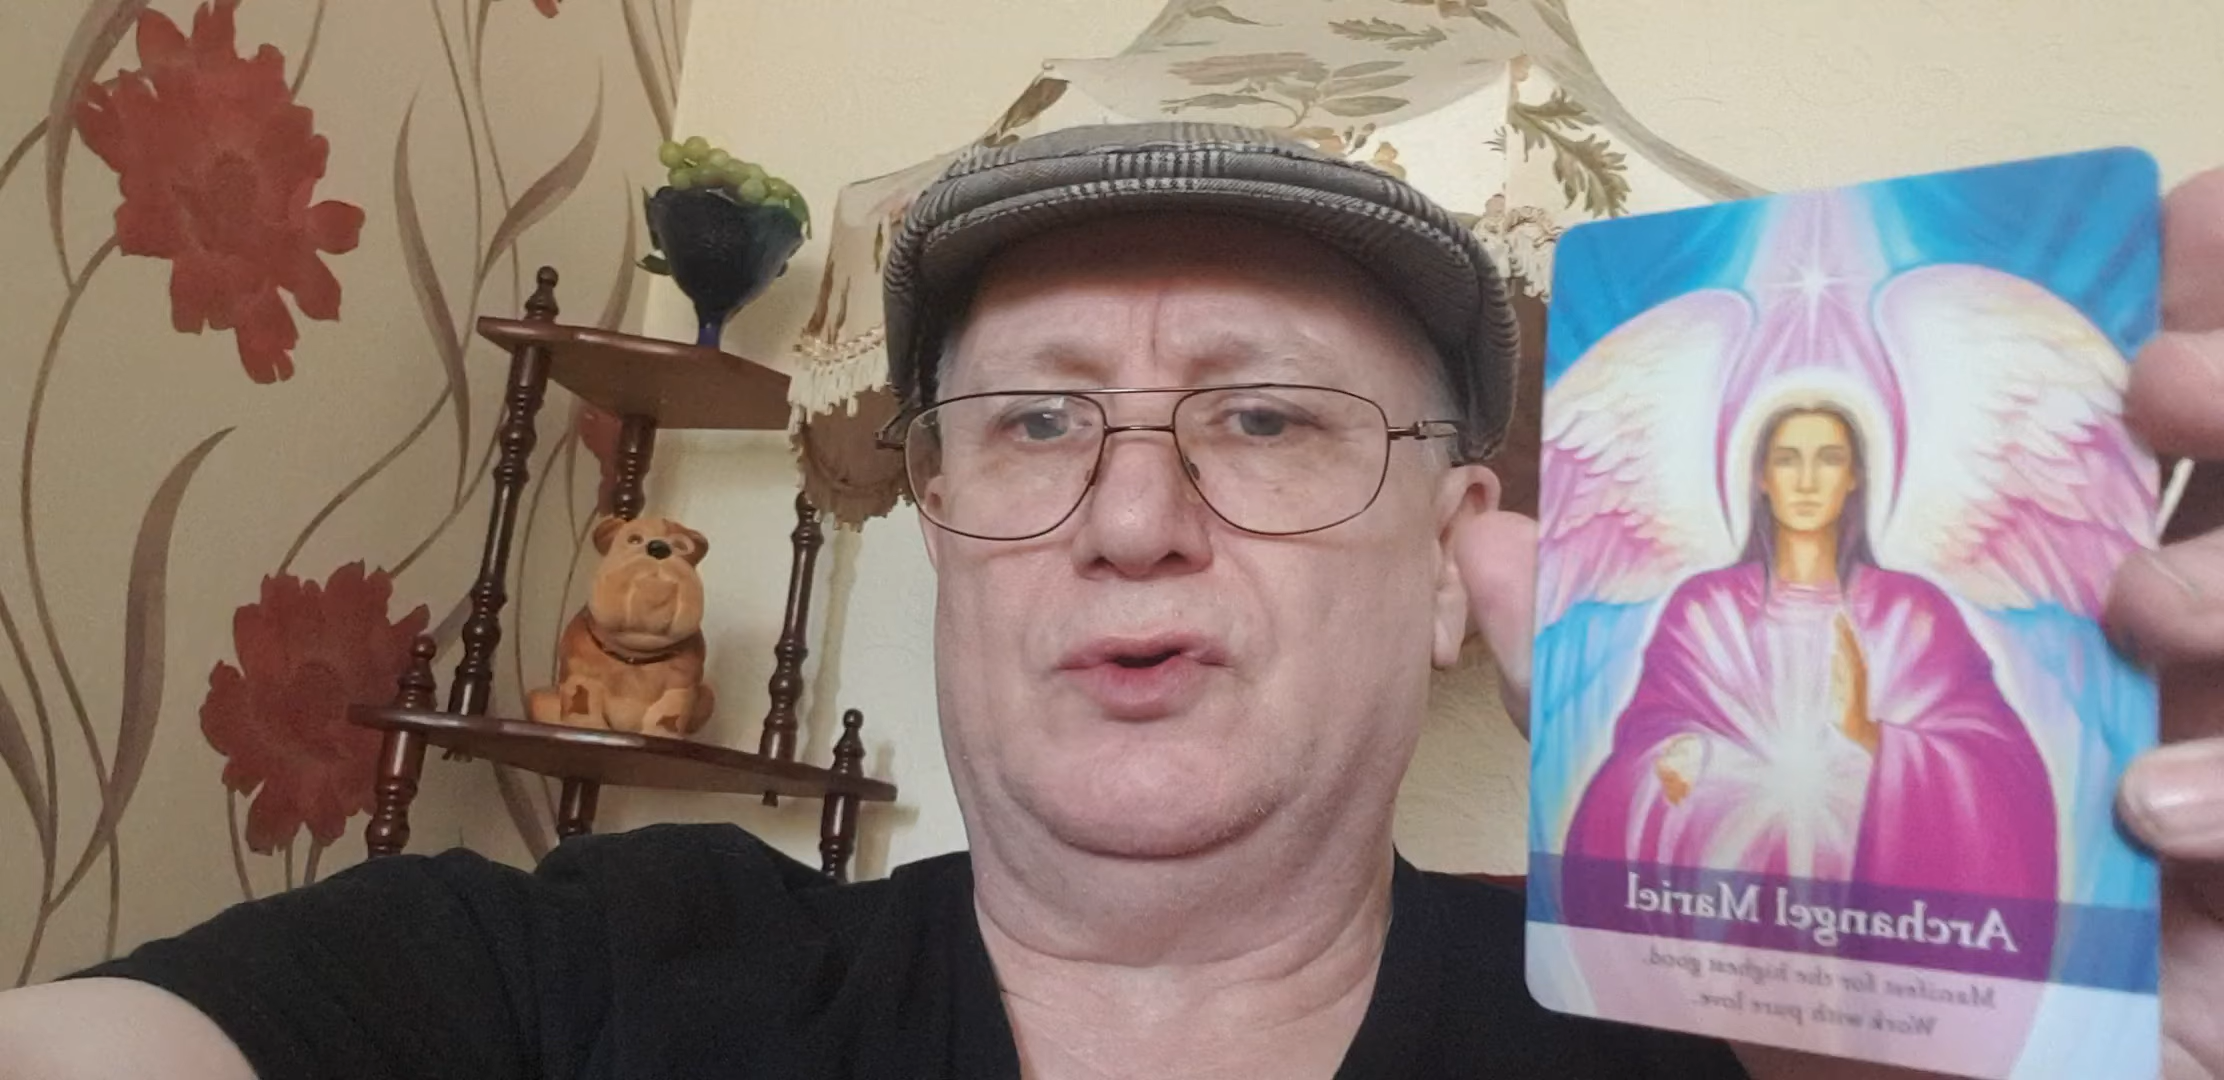 Archangel Mariel
Manifest for the highest good.
Work with pure love.